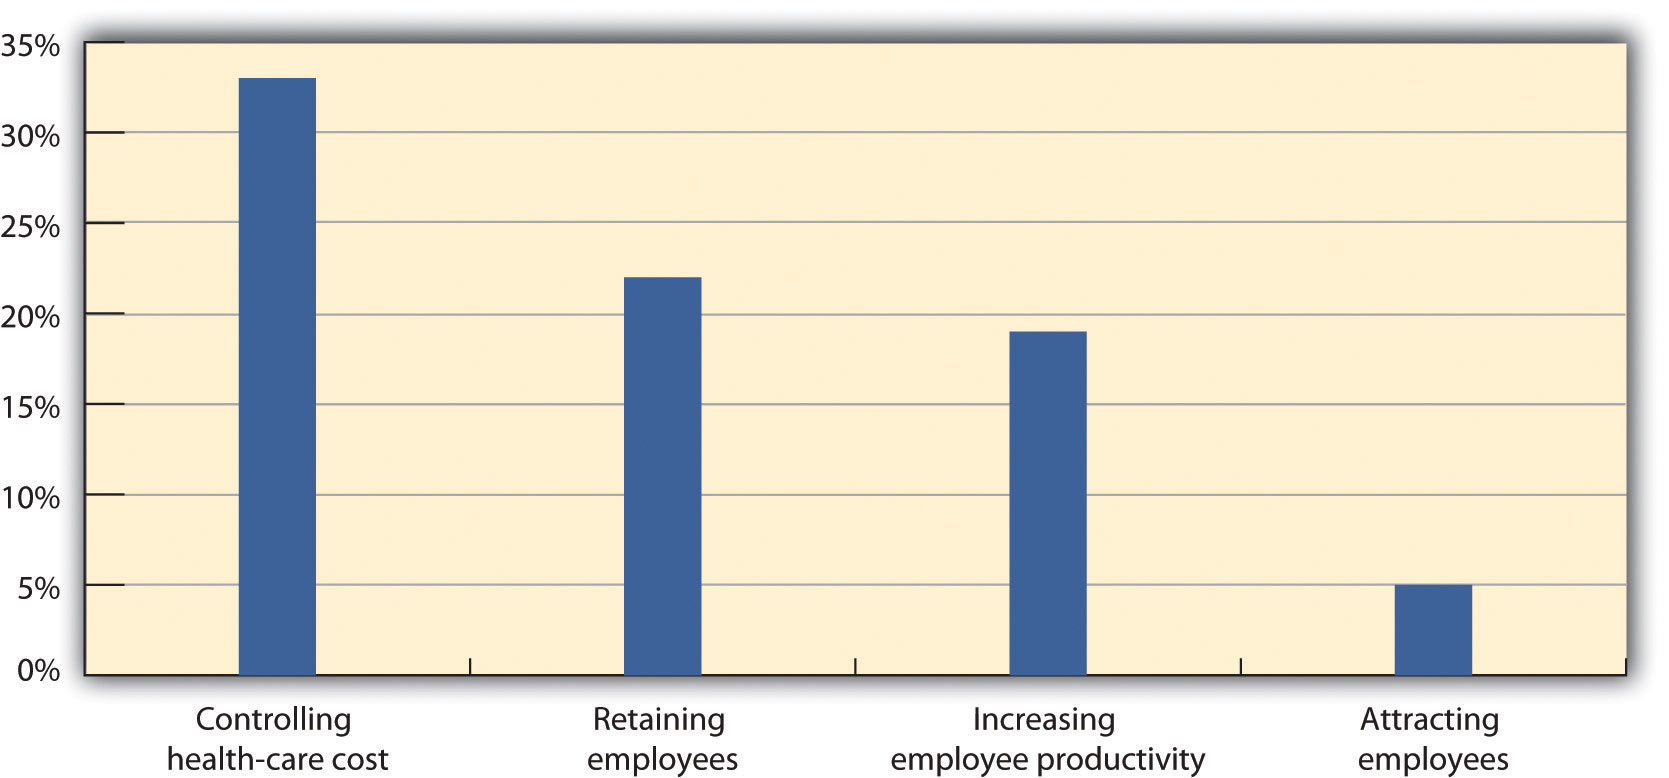 35%
30%
25%
20%
15%
10%
5%
0%
Controlling
health-care cost
Retaining
employees
Increasing
employee productivity
Attracting
employees